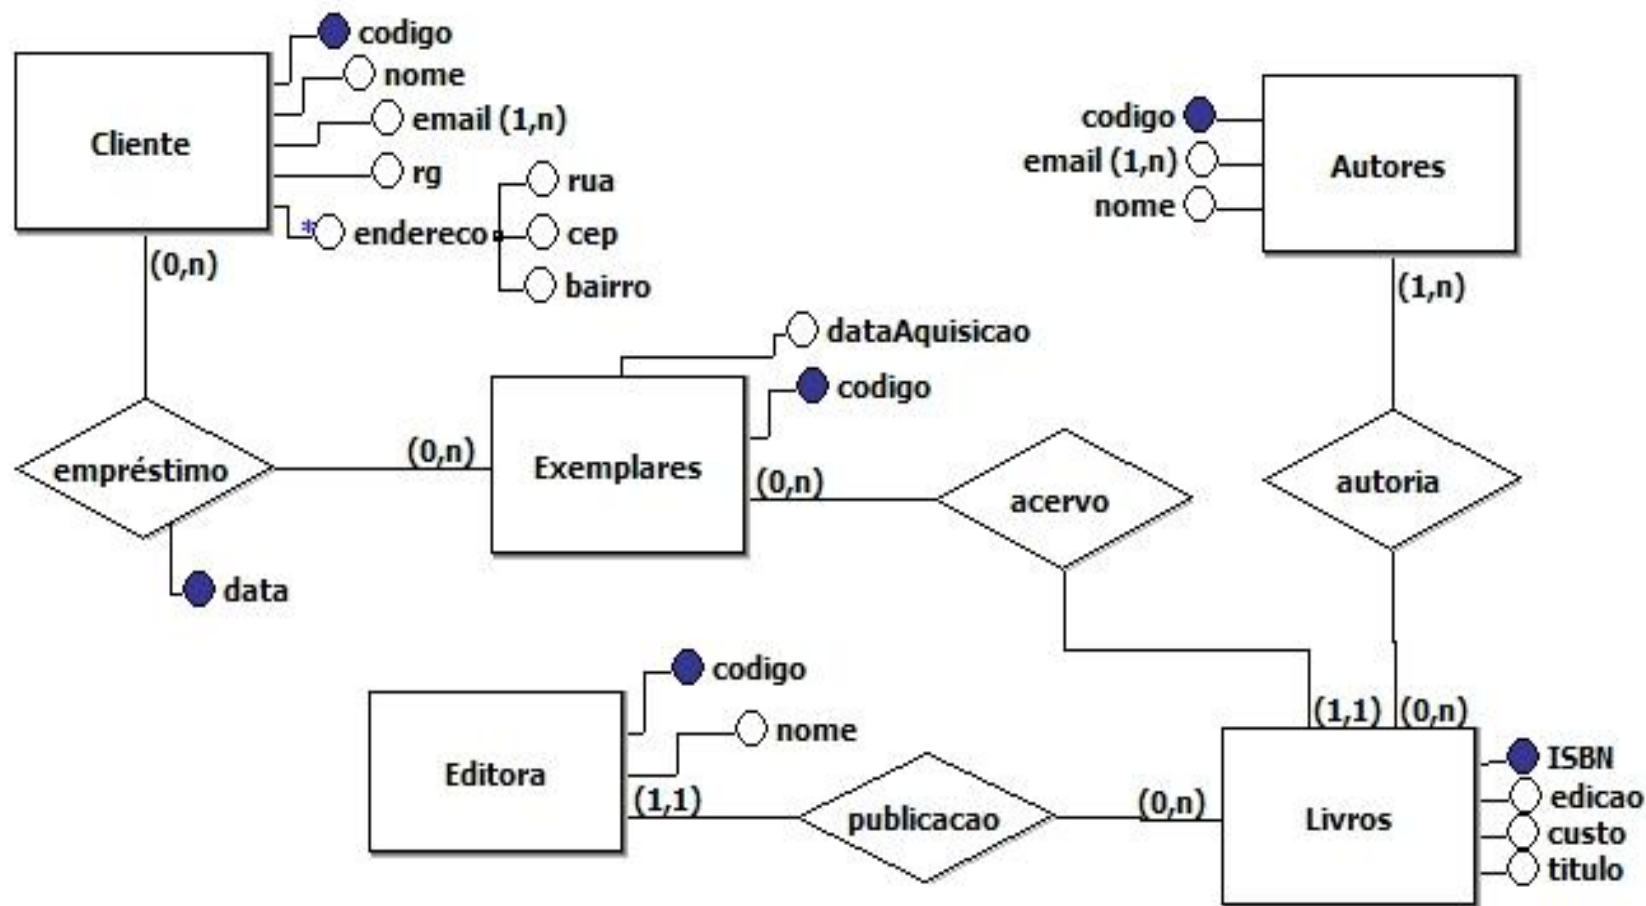 codigo
nome
email (1,n)
rg
* endereco
rua
cep
bairro
Cliente
(0,n)
codigo
email (1,n)
nome
Autores
(1,n)
dataAquisicao
codigo
Exemplares
(0,n)
(0,n)
empréstimo
data
acervo
autoria
codigo
nome
Editora
(1,1)
publicacao
(0,n)
(1,1)
(0,n)
Livros
ISBN
edicao
custo
titulo